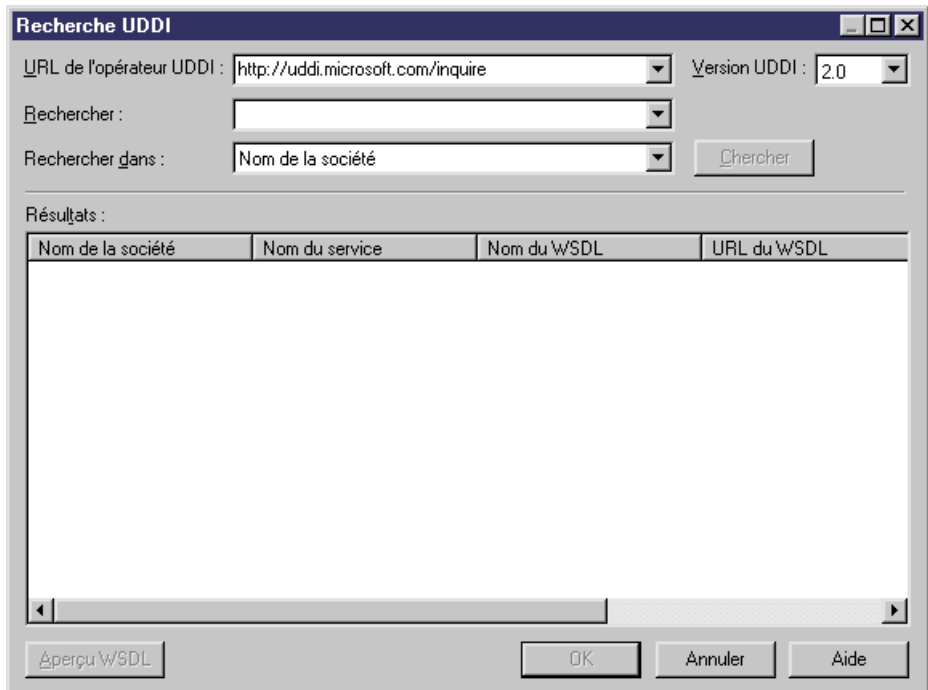 Recherche UDDI
URL de l'opérateur UDDI : http://uddi.microsoft.com/inquire Version UDDI : 2.0
Rechercher :
Rechercher dans : Nom de la société Chercher
Résultats :
Nom de la société Nom du service Nom du WSDL URL du WSDL
Aperçu WSDL OK Annuler Aide